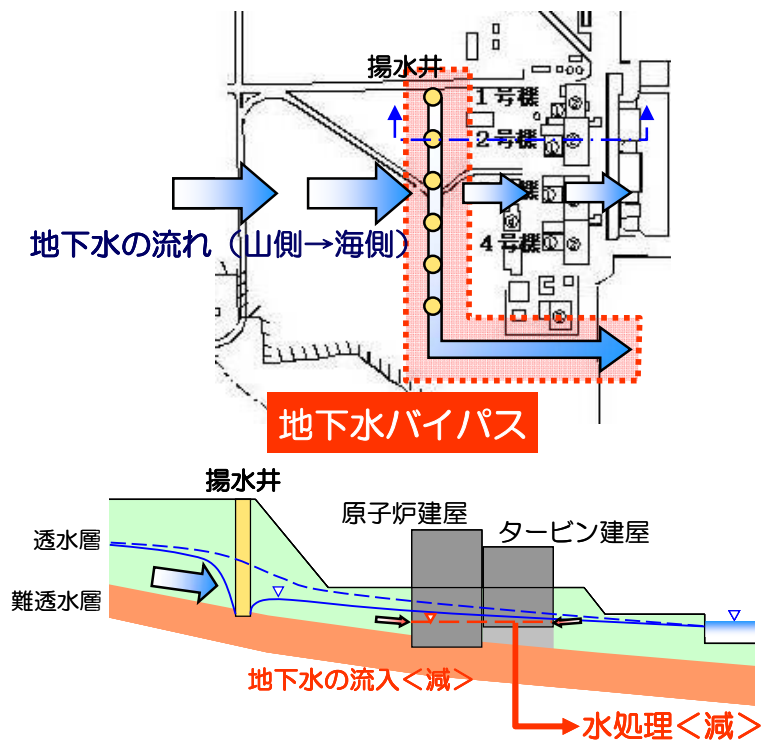 揚水井
1号機
2号機
機
4号機
地下水の流れ（山側→海側）
地下水バイパス
揚水井
原子炉建屋
タービン建屋
透水層
難透水層
地下水の流入＜減＞
水処理＜減＞